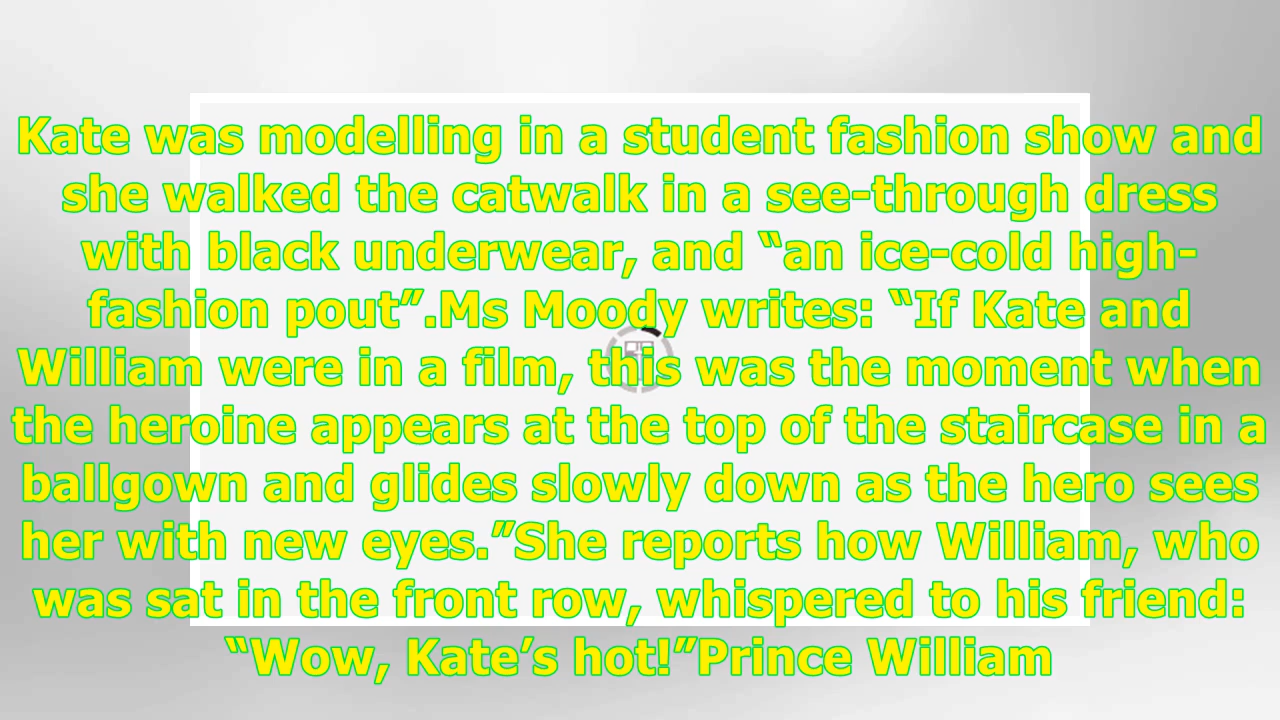 Kate was modelling in a student fashion show and
she walked the catwalk in a see-through dress
with black underwear, and “an ice-cold high-
fashion pout”.Ms Moody writes: “If Kate and
William were in a film, this was the moment when
the heroine appears at the top of the staircase in a
ballgown and glides slowly down as the hero sees
her with new eyes.”She reports how William, who
was sat in the front row, whispered to his friend:
“Wow, Kate’s hot!”Prince William